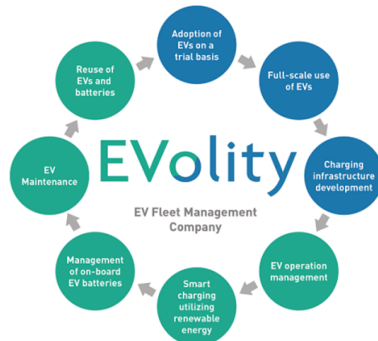 Adoption of
EVs on a
trial basis
Full-scale use
of EVs
Charging
infrastructure
development
EV operation
management
Smart
charging
utilizing
renewable
energy
Management
of on-board
EV batteries
EV
Maintenance
Reuse of
EVs and
batteries
EVolity
EV Fleet Management
Company